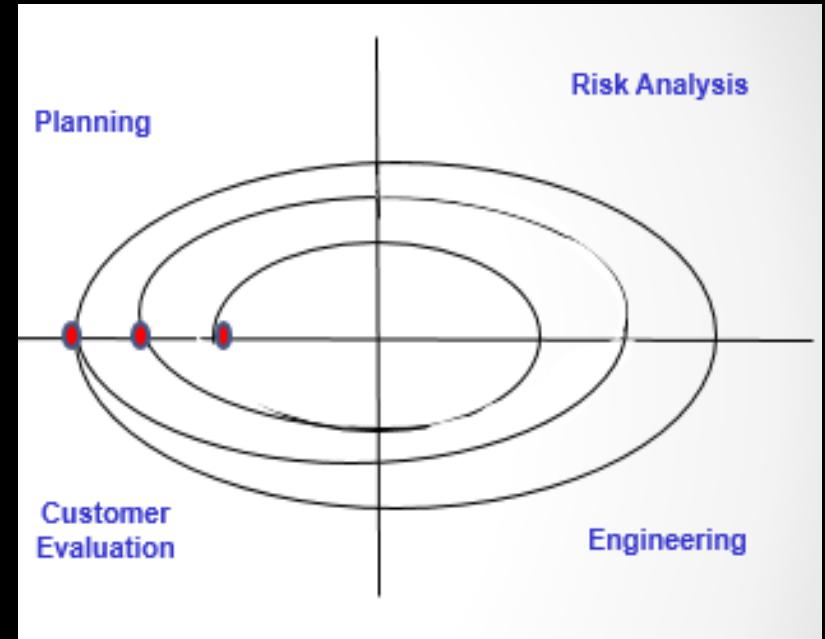 Risk Analysis
Planning
Customer
Evaluation
Engineering